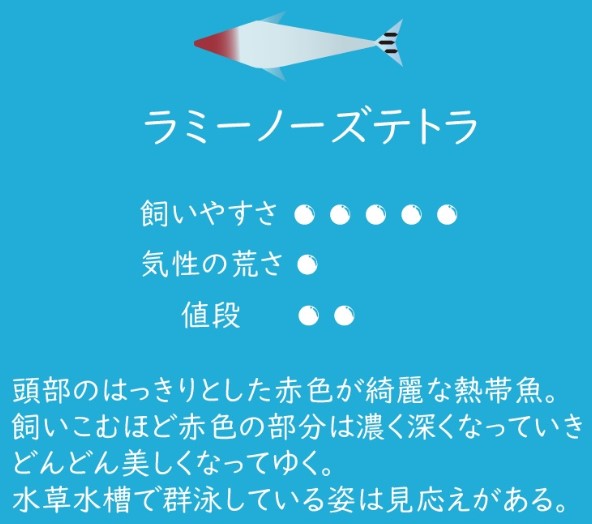 ラミーノーズテトラ
飼いやすさ
気性の荒さ
値段
頭部のはっきりとした赤色が綺麗な熱帯魚。
飼いこむほど赤色の部分は濃く深くなっていき
どんどん美しくなってゆく。
水草水槽で群泳している姿は見応えがある。